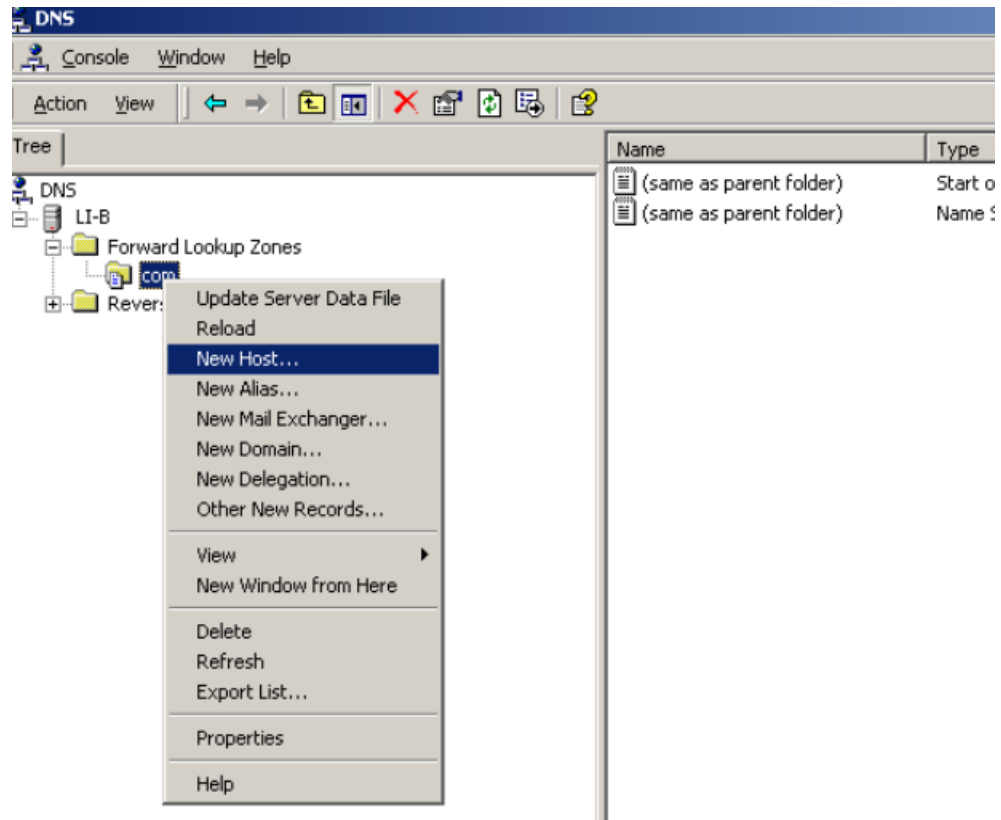 DNS
Console Window Help
Action View
Tree
Name Type
DNS
(same as parent folder) Start o
LI-B
(same as parent folder) Name S
Forward Lookup Zones
com
Revers
Update Server Data File
Reload
New Host...
New Alias...
New Mail Exchanger...
New Domain...
New Delegation...
Other New Records...
View
New Window from Here
Delete
Refresh
Export List...
Properties
Help